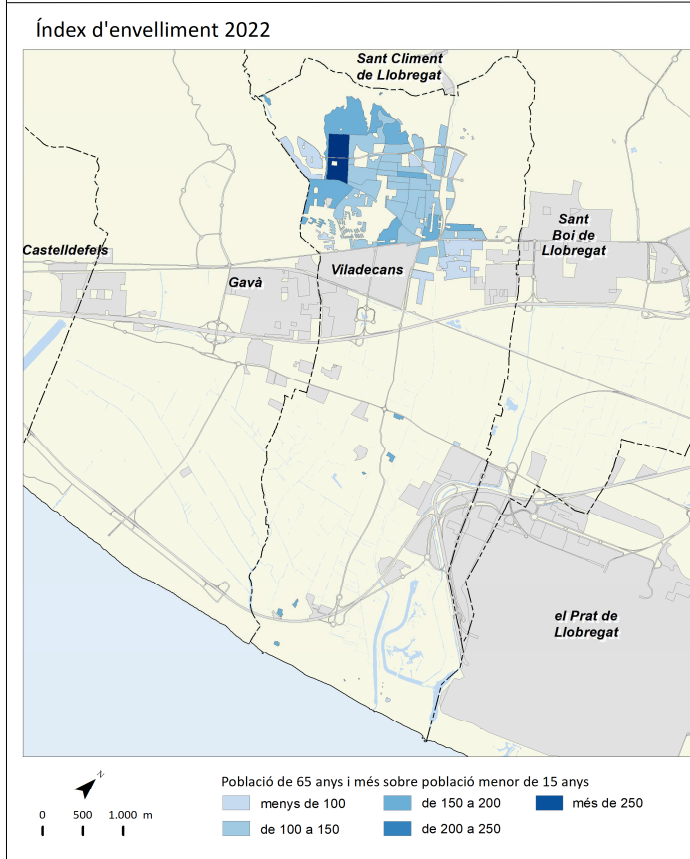 Índex d'envelliment 2022
Sant Climent
de Llobregat
Sant
Boi de
Llobregat
Castelldefels
Gavà
Viladecans
el Prat de
Llobregat
N
Població de 65 anys i més sobre població menor de 15 anys
0 500 1.000 m
menys de 100
de 150 a 200
més de 250
de 100 a 150
de 200 a 250